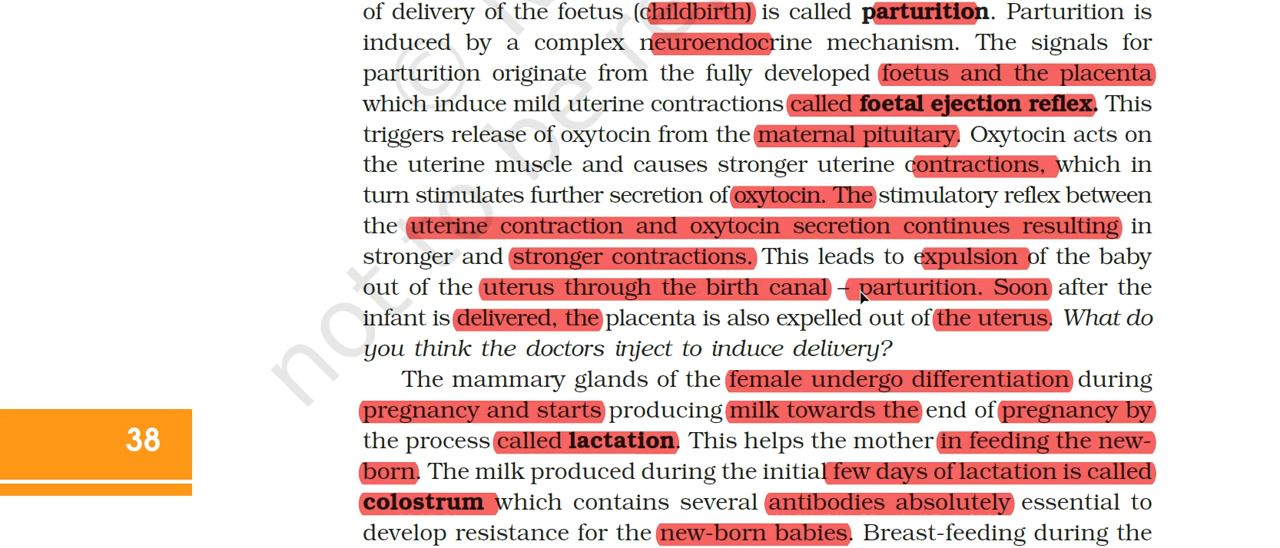 of delivery of the foetus (childbirth) is called parturition. Parturition is
induced by a complex neuroendocrine mechanism. The signals for
parturition originate from the fully developed foetus and the placenta
which induce mild uterine contractions called foetal ejection reflex. This
triggers release of oxytocin from the maternal pituitary. Oxytocin acts on
the uterine muscle and causes stronger uterine contractions, which in
turn stimulates further secretion of oxytocin. The stimulatory reflex between
the uterine contraction and oxytocin secretion continues resulting in
stronger and stronger contractions. This leads to expulsion of the baby
out of the uterus through the birth canal – parturition. Soon after the
infant is delivered, the placenta is also expelled out of the uterus. What do
you think the doctors inject to induce delivery?
The mammary glands of the female undergo differentiation during
pregnancy and starts producing milk towards the end of pregnancy by
the process called lactation. This helps the mother in feeding the new-
born. The milk produced during the initial few days of lactation is called
colostrum which contains several antibodies absolutely essential to
develop resistance for the new-born babies. Breast-feeding during the
38
not to be
©